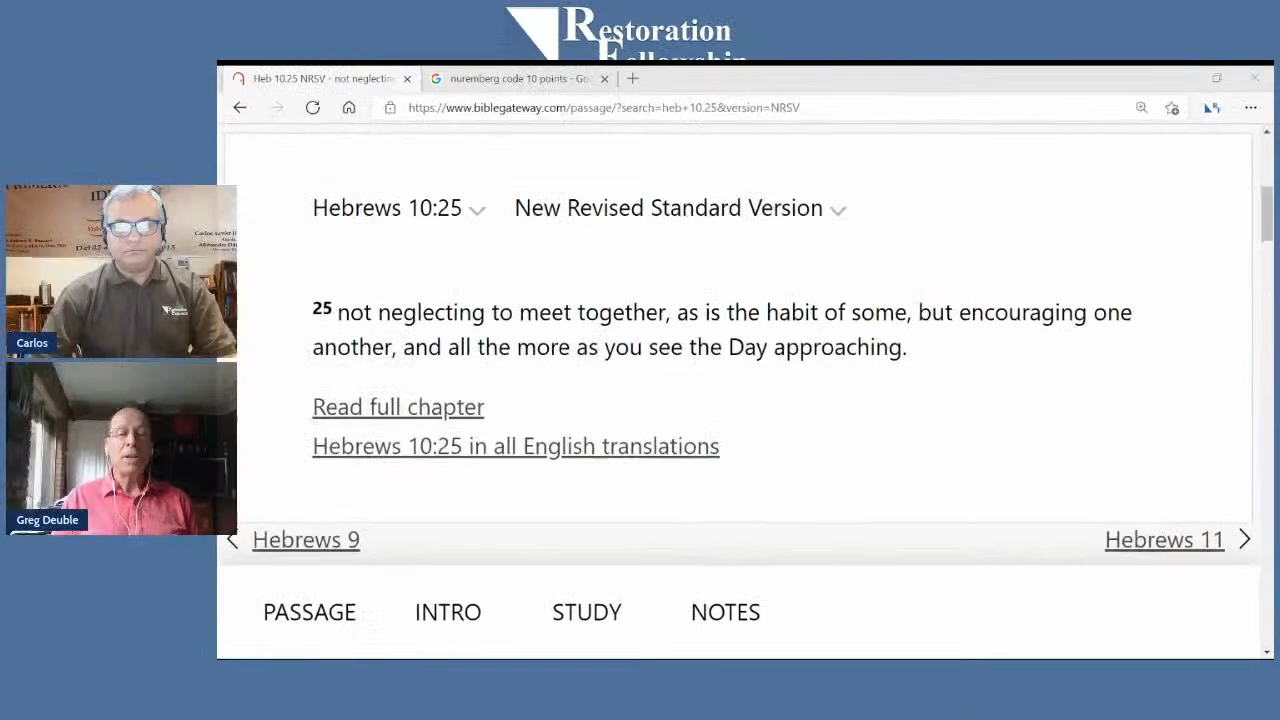 Restoration
Fellowship
Heb 10.25 NRSV - not neglectin
nuremberg code 10 points - Goo
https://www.biblegateway.com/passage/?search=heb+10.25&version=NRSV
Hebrews 10:25
New Revised Standard Version
25 not neglecting to meet together, as is the habit of some, but encouraging one
another, and all the more as you see the Day approaching.
Read full chapter
Hebrews 10:25 in all English translations
Hebrews 9
Hebrews 11
PASSAGE
INTRO
STUDY
NOTES
Carlos
Greg Deuble